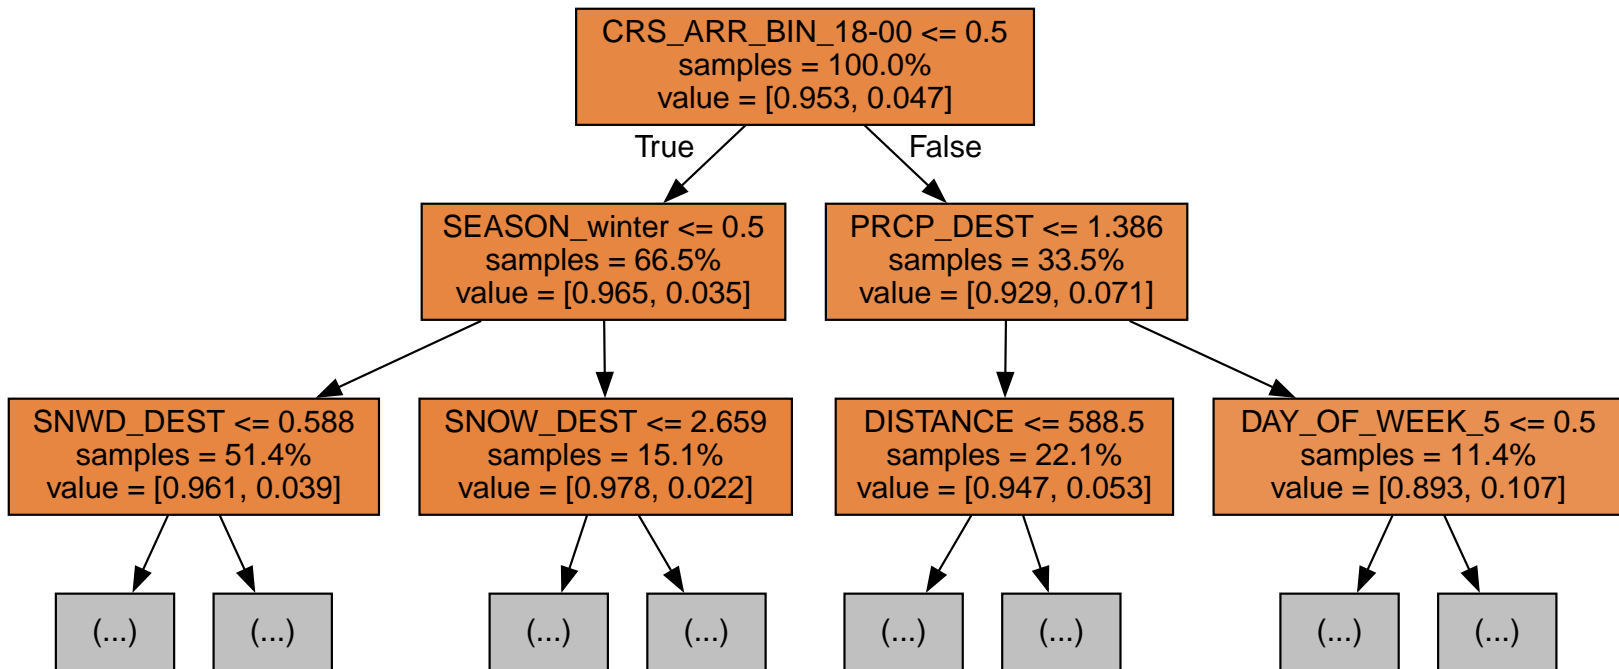 CRS_ARR_BIN_18-00 <= 0.5
samples = 100.0%
value = [0.953, 0.047]
True
False
SEASON_winter <= 0.5
samples = 66.5%
value = [0.965, 0.035]
PRCP_DEST <= 1.386
samples = 33.5%
value = [0.929, 0.071]
SNWD_DEST <= 0.588
samples = 51.4%
value = [0.961, 0.039]
SNOW_DEST <= 2.659
samples = 15.1%
value = [0.978, 0.022]
DISTANCE <= 588.5
samples = 22.1%
value = [0.947, 0.053]
DAY_OF_WEEK_5 <= 0.5
samples = 11.4%
value = [0.893, 0.107]
(...)
(...)
(...)
(...)
(...)
(...)
(...)
(...)